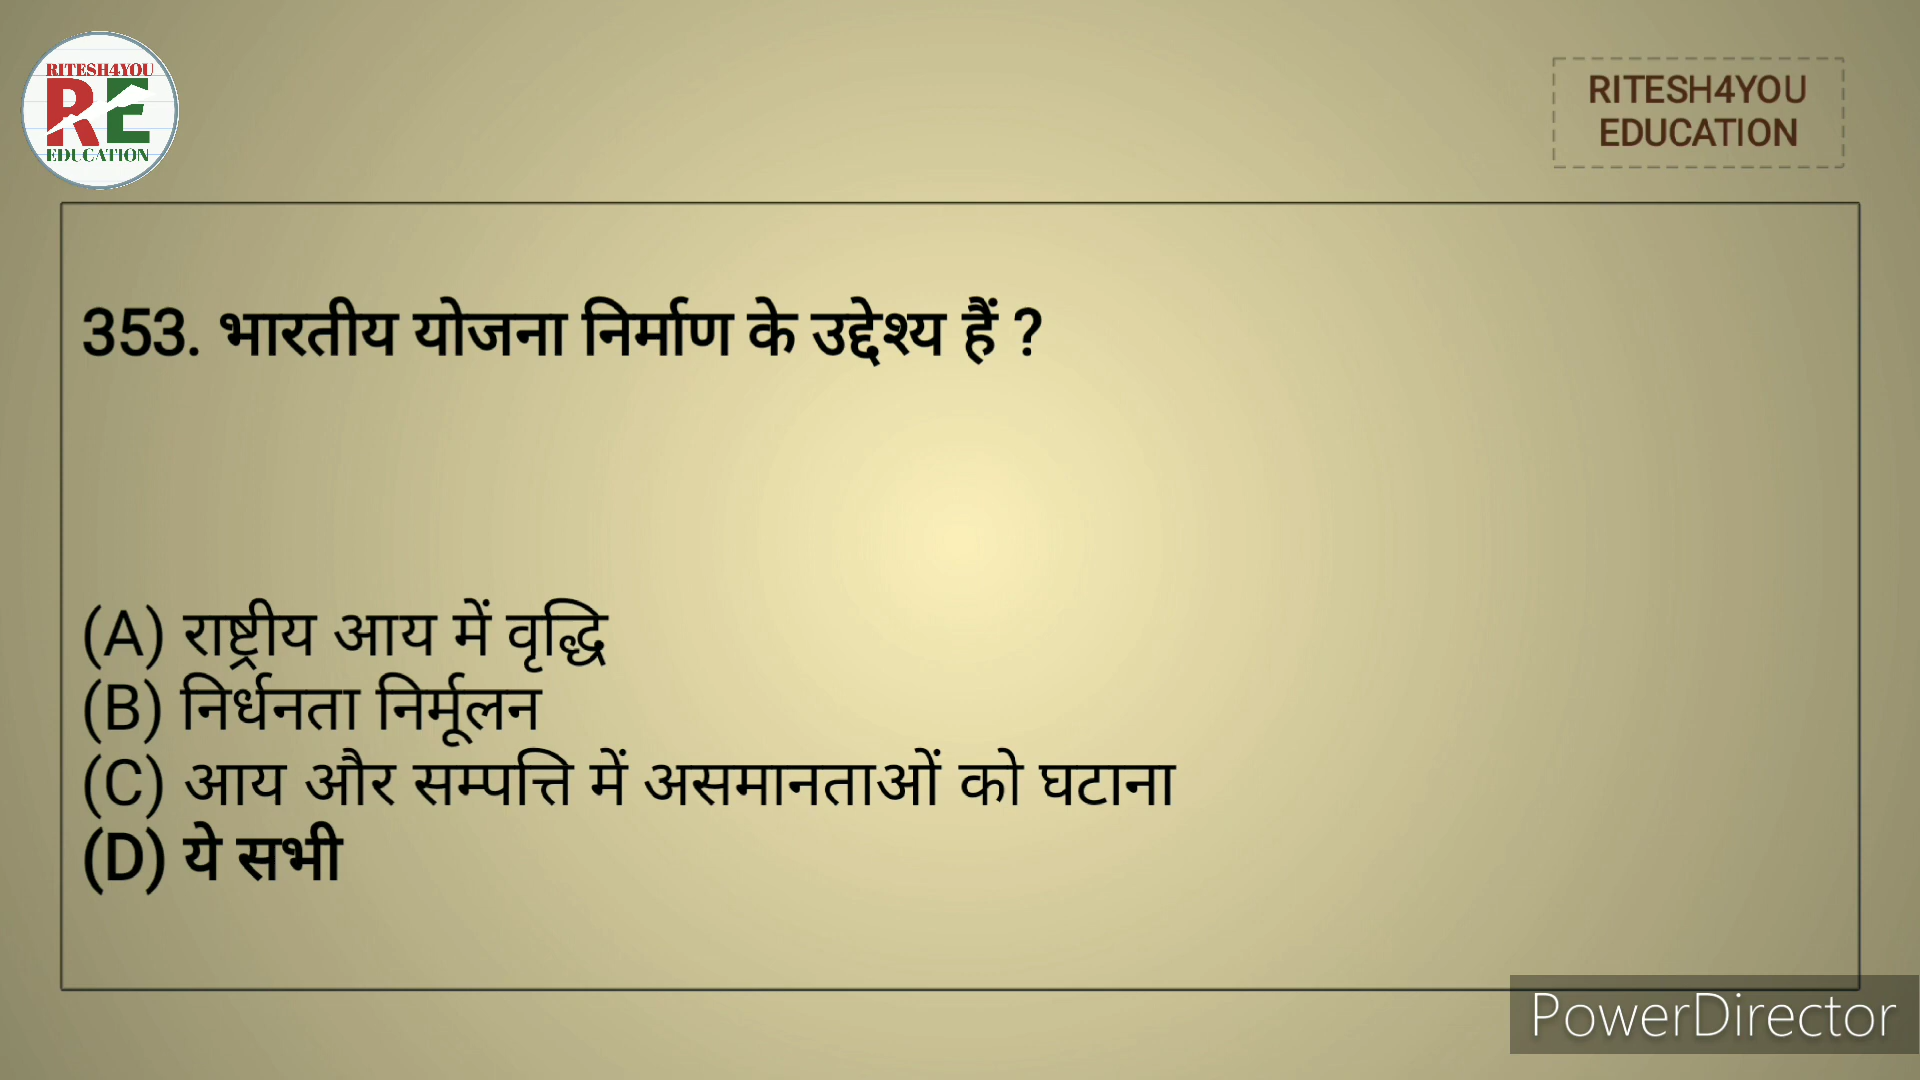 RITESH4YOU
RE
EDUCATION
RITESH4YOU
EDUCATION
353. भारतीय योजना निर्माण के उद्देश्य हैं ?
(A) राष्ट्रीय आय में वृद्धि
(B) निर्धनता निर्मूलन
(C) आय और सम्पत्ति में असमानताओं को घटाना
(D) ये सभी
PowerDirector